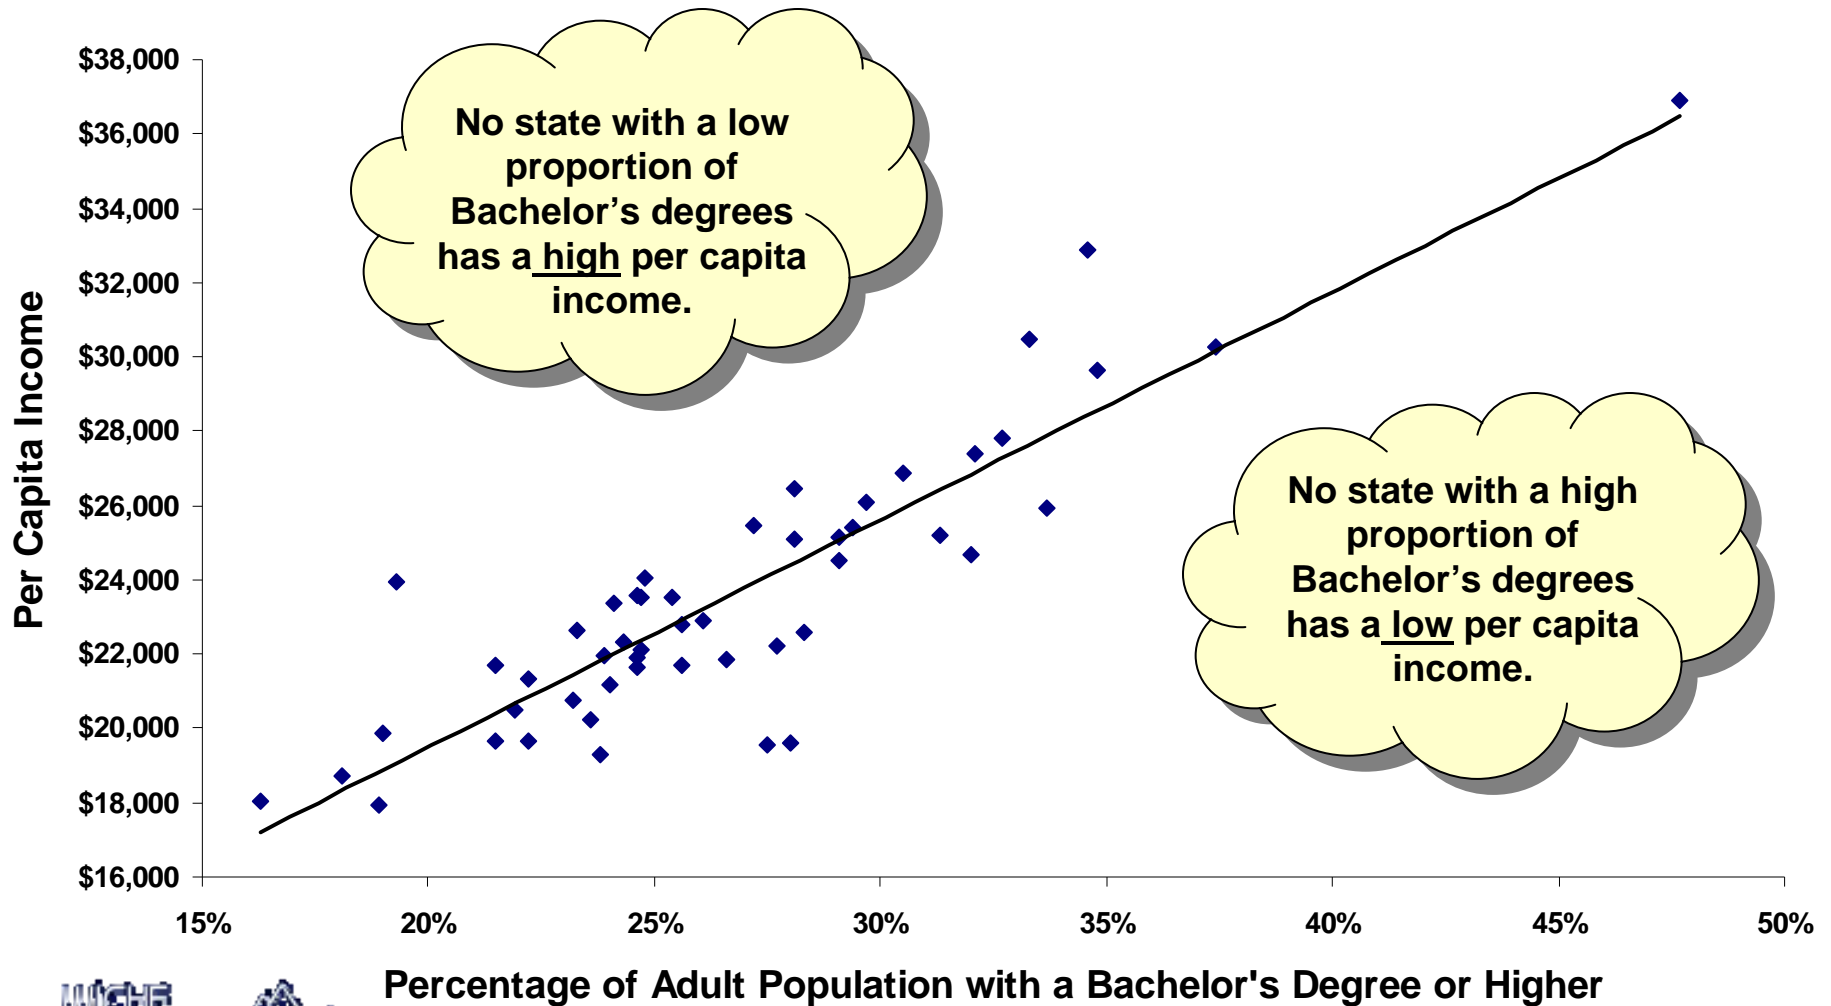 $38,000
$36,000
$34,000
$32,000
$30,000
$28,000
$26,000
$24,000
$22,000
$20,000
$18,000
$16,000
Per Capita Income
No state with a low
proportion of
Bachelor’s degrees
has a high per capita
income.
No state with a high
proportion of
Bachelor’s degrees
has a low per capita
income.
15% 20% 25% 30% 35% 40% 45% 50%
Percentage of Adult Population with a Bachelor's Degree or Higher